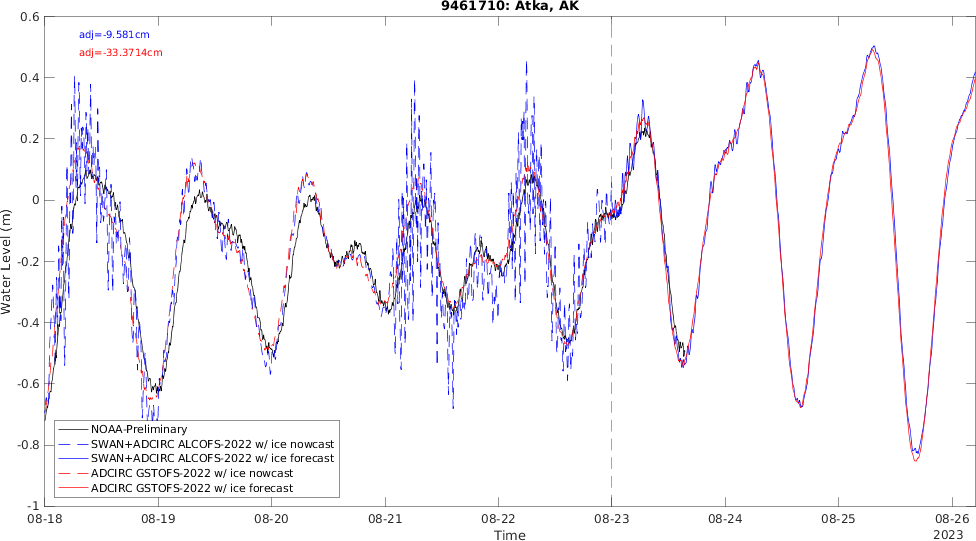 9461710: Atka, AK
adj=-9.581cm
adj=-33.3714cm
0.6
0.4
0.2
0
-0.2
-0.4
-0.6
-0.8
-1
Water Level (m)
NOAA-Preliminary
SWAN+ADCIRC ALCOFS-2022 w/ ice nowcast
SWAN+ADCIRC ALCOFS-2022 w/ ice forecast
ADCIRC GSTOFS-2022 w/ ice nowcast
ADCIRC GSTOFS-2022 w/ ice forecast
08-18 08-19 08-20 08-21 08-22 08-23 08-24 08-25 08-26
Time
2023